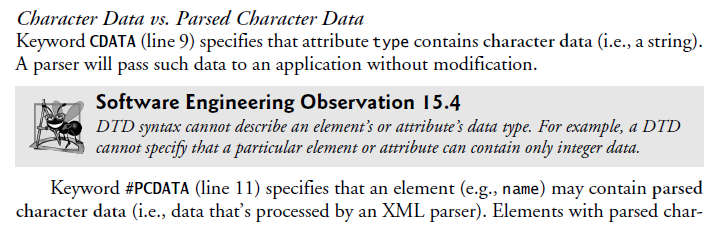 Character Data vs. Parsed Character Data
Keyword CDATA (line 9) specifies that attribute type contains character data (i.e., a string).
A parser will pass such data to an application without modification.
Software Engineering Observation 15.4
DTD syntax cannot describe an element's or attribute's data type. For example, a DTD
cannot specify that a particular element or attribute can contain only integer data.
Keyword #PCDATA (line 11) specifies that an element (e.g., name) may contain parsed
character data (i.e., data that's processed by an XML parser). Elements with parsed char-